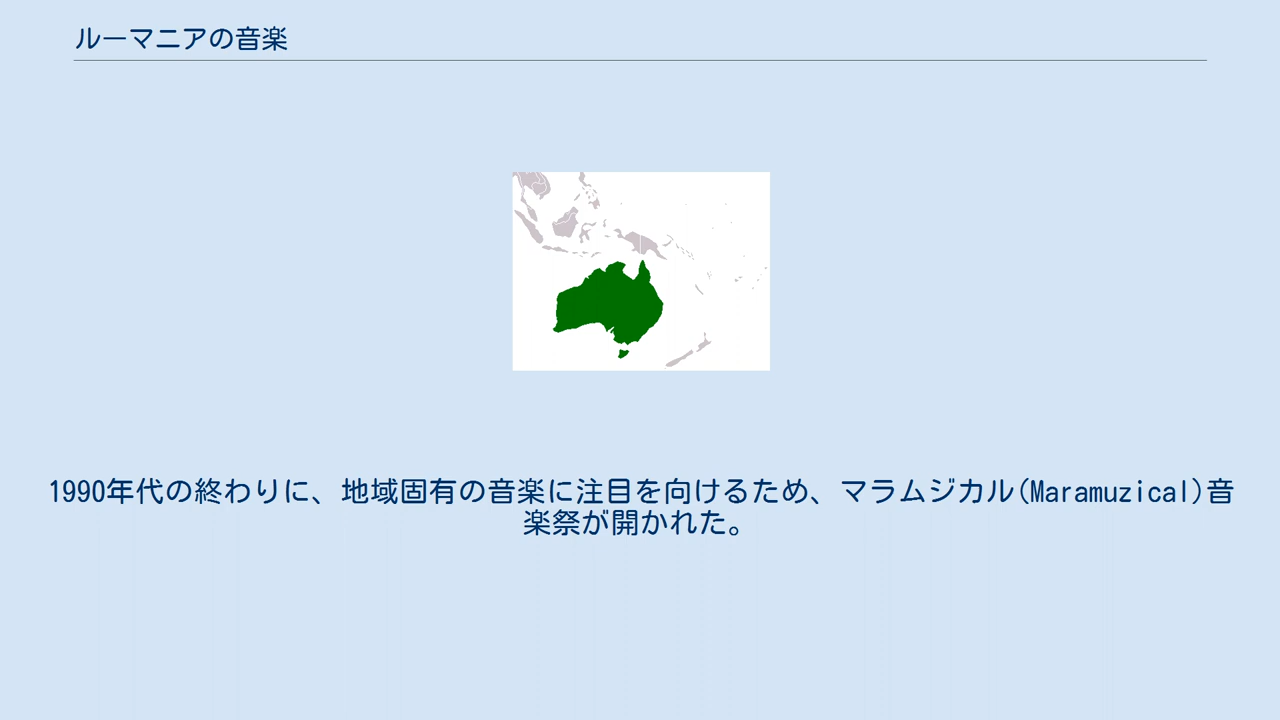 ルーマニアの音楽
1990年代の終わりに、地域固有の音楽に注目を向けるため、マラムジカル(Maramuzical)音
楽祭が開かれた。